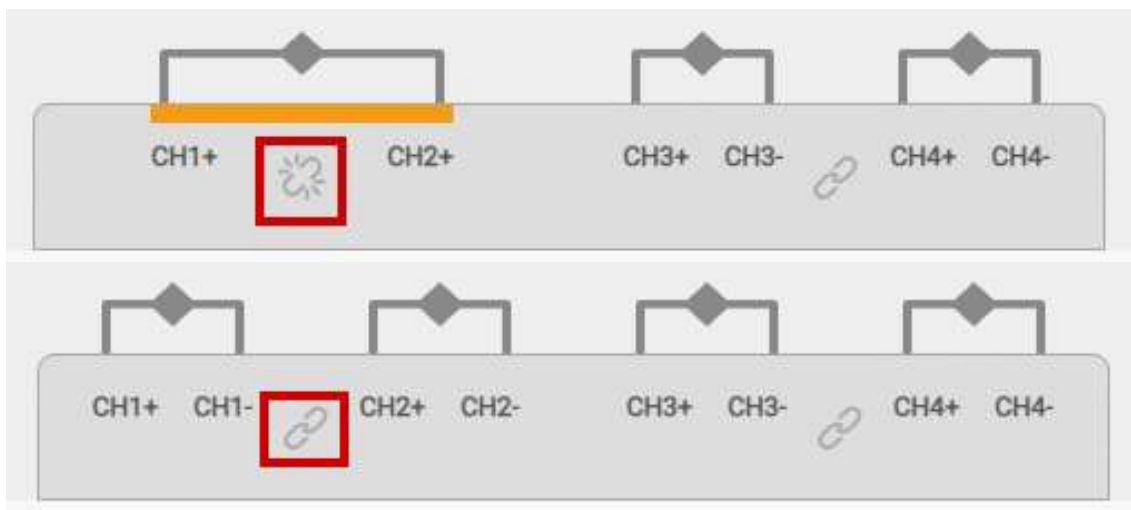 CH1+ CH2+ CH3+ CH3- CH4+ CH4-
CH1+ CH1- CH2+ CH2- CH3+ CH3- CH4+ CH4-